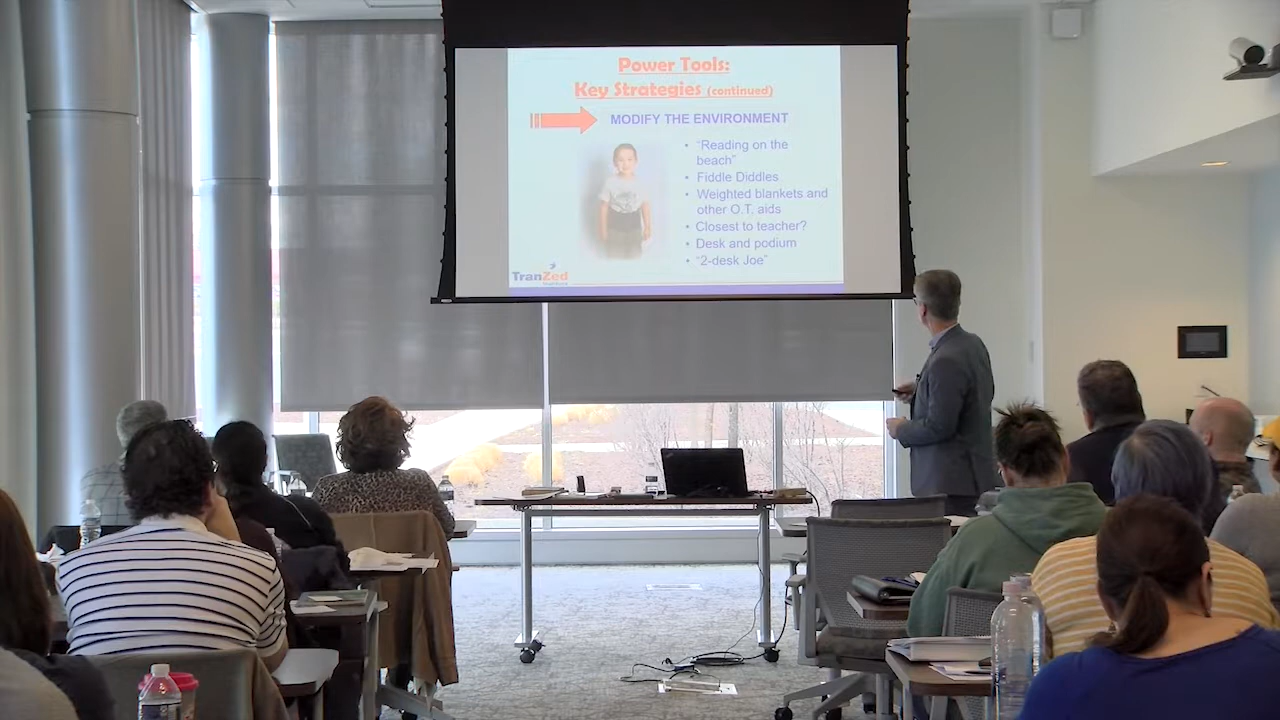 Power Tools:
Key Strategies (continued)
MODIFY THE ENVIRONMENT
• "Reading on the
beach"
• Fiddle Diddles
• Weighted blankets and
other O.T. aids
• Closest to teacher?
• Desk and podium
• "2-desk Joe"
TranZed